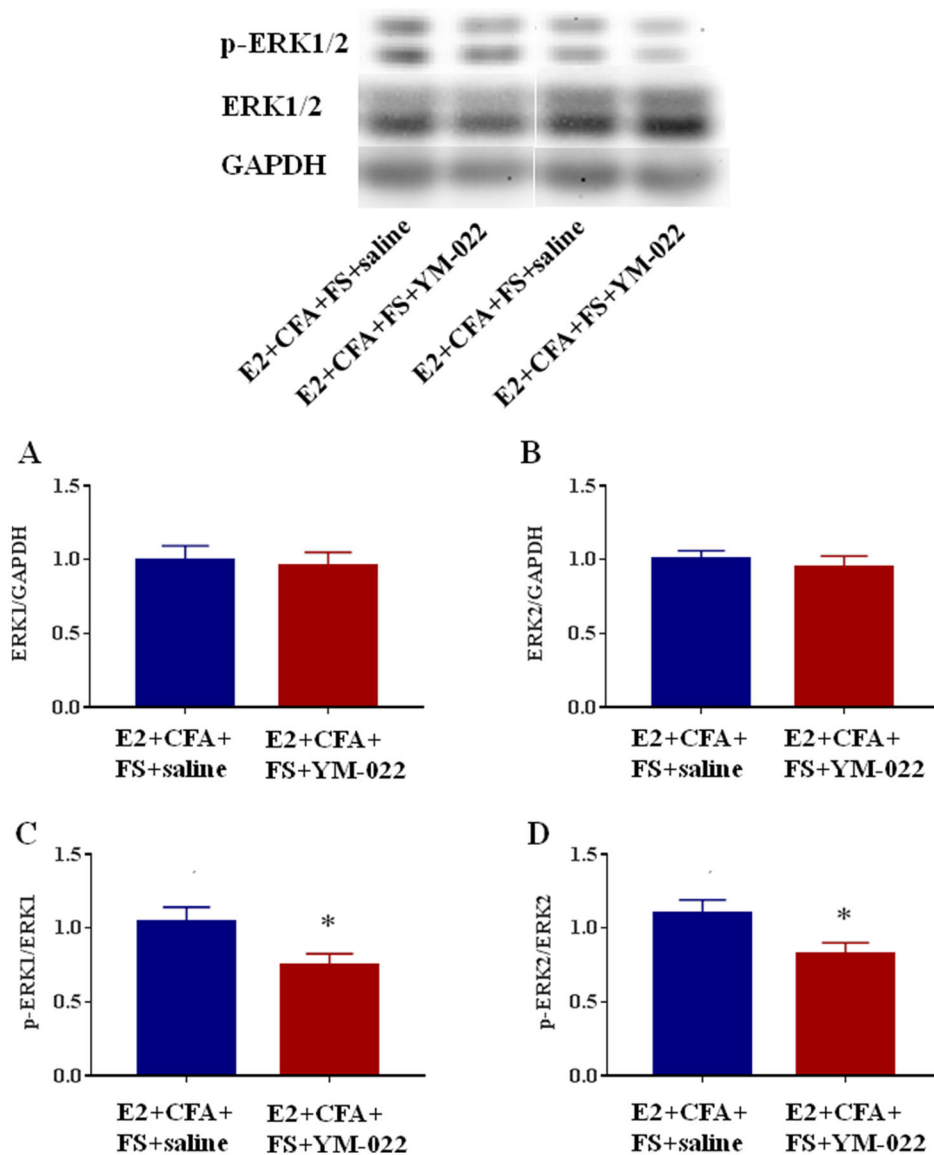 p-ERK1/2
ERK1/2
GAPDH
E2+CFA+FS+saline
E2+CFA+FS+YM-022
E2+CFA+FS+saline
E2+CFA+FS+YM-022
A
1.5
1.0
0.5
0.0
ERK1/GAPDH
E2+CFA+
FS+saline
E2+CFA+
FS+YM-022
B
1.5
1.0
0.5
0.0
ERK2/GAPDH
E2+CFA+
FS+saline
E2+CFA+
FS+YM-022
C
1.5
1.0
0.5
0.0
p-ERK1/ERK1
*
E2+CFA+
FS+saline
E2+CFA+
FS+YM-022
D
1.5
1.0
0.5
0.0
p-ERK2/ERK2
*
E2+CFA+
FS+saline
E2+CFA+
FS+YM-022